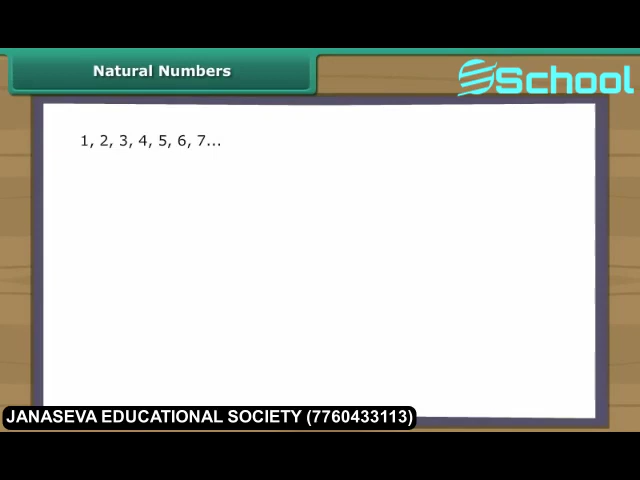 Natural Numbers
School
1, 2, 3, 4, 5, 6, 7...
JANASEVA EDUCATIONAL SOCIETY (7760433113)